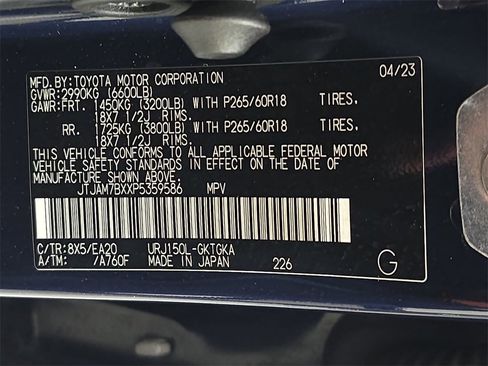 MFD.BY:TOYOTA MOTOR CORPORATION 04/23
GVWR:2990KG (6600LB)
GAWR:FRT. 1450KG (3200LB) WITH P265/60R18 TIRES.
18X7 1/2J RIMS.
RR. 1725KG (3800LB) WITH P265/60R18 TIRES.
18X7 1/2J RIMS.
THIS VEHICLE CONFORMS TO ALL APPLICABLE FEDERAL MOTOR
VEHICLE SAFETY STANDARDS IN EFFECT ON THE DATE OF
MANUFACTURE SHOWN ABOVE.
JTJAM7BXXP5359586 MPV
C/TR:8X5/EA20 URJ150L-GKTGKA
A/TM: /A760F MADE IN JAPAN 226 G